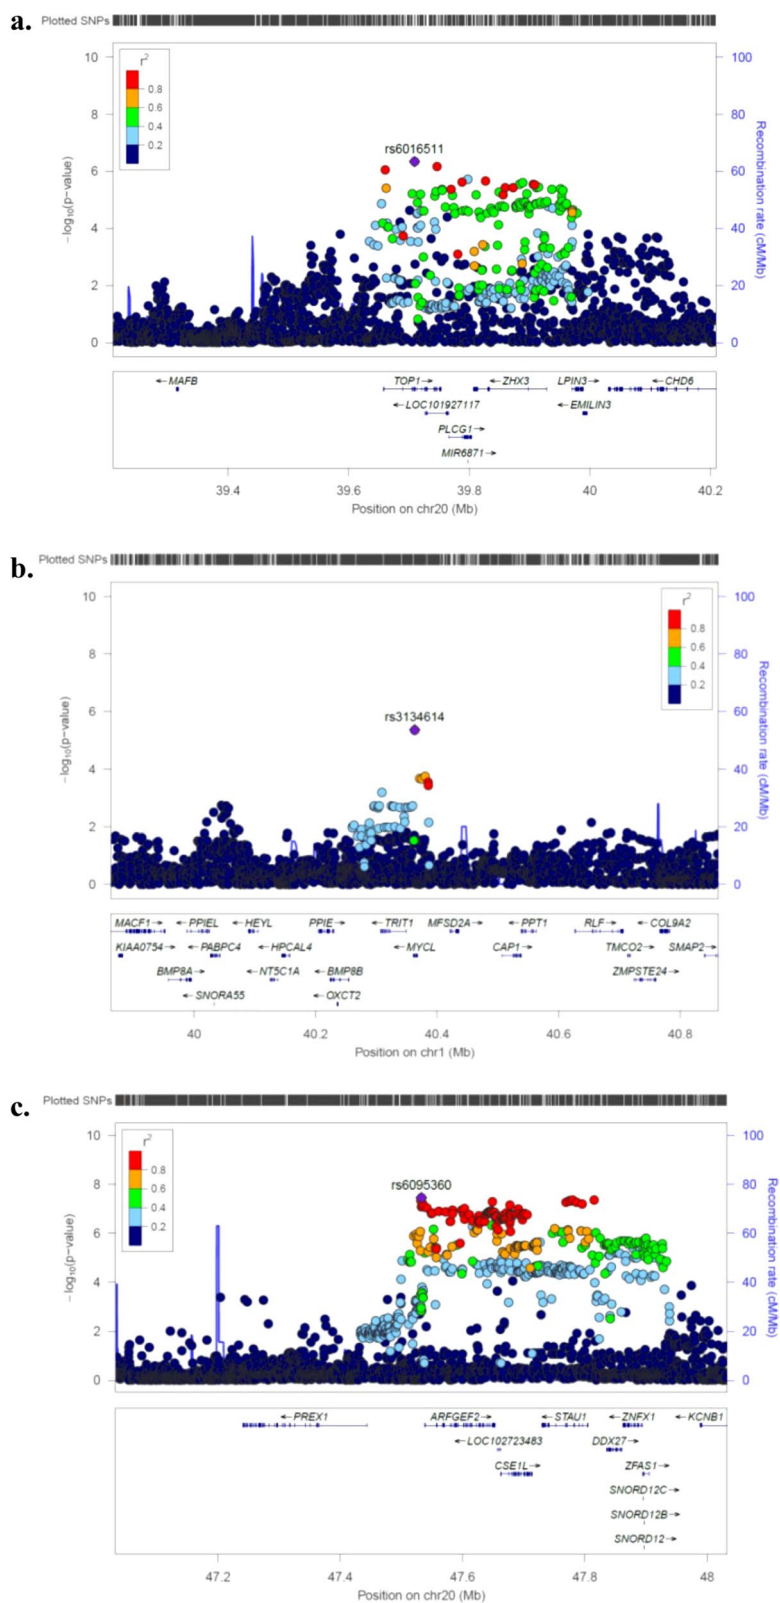 a.
Plotted SNPs
r2
0.8
0.6
0.4
0.2
rs6016511
10
8
6
4
2
0
−log10(p-value)
100
80
60
40
20
0
Recombination rate (cM/Mb)
←MAFB
TOP1→
←ZHX3
LPIN3→
←CHD6
←LOC101927117
←EMILIN3
PLCG1→
MIR6871→
39.4
39.6
39.8
40
40.2
Position on chr20 (Mb)
b.
Plotted SNPs
r2
0.8
0.6
0.4
0.2
rs3134614
10
8
6
4
2
0
−log10(p-value)
100
80
60
40
20
0
Recombination rate (cM/Mb)
MACF1→
←PPIEL
←HEYL
PPIE→
←TRIT1
MFSD2A→
←PPT1
RLF→
←COL9A2
KIAA0754→
←PABPC4
←HPCAL4
←MYCL
CAP1→
TMCO2→
SMAP2→
BMP8A→
←NT5C1A
←BMP8B
ZMPSTE24→
←SNORA55
←OXCT2
40
40.2
40.4
40.6
40.8
Position on chr1 (Mb)
c.
Plotted SNPs
r2
0.8
0.6
0.4
0.2
rs6095360
10
8
6
4
2
0
−log10(p-value)
100
80
60
40
20
0
Recombination rate (cM/Mb)
←PREX1
ARFGEF2→
←STAU1
←ZNFX1
←KCNB1
←LOC102723483
DDX27→
CSE1L→
ZFAS1→
SNORD12C→
SNORD12B→
SNORD12→
47.2
47.4
47.6
47.8
48
Position on chr20 (Mb)